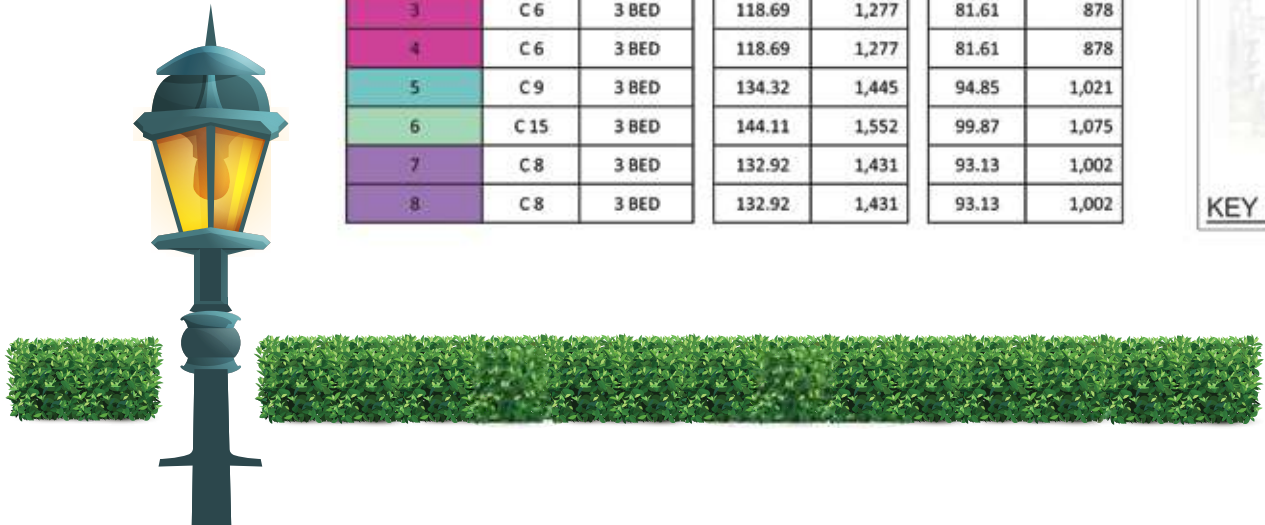 3 C 6 3 BED 118.69 1,277 81.61 878
4 C 6 3 BED 118.69 1,277 81.61 878
5 C 9 3 BED 134.32 1,445 94.85 1,021
6 C 15 3 BED 144.11 1,552 99.87 1,075
7 C 8 3 BED 132.92 1,431 93.13 1,002
8 C 8 3 BED 132.92 1,431 93.13 1,002
KEY